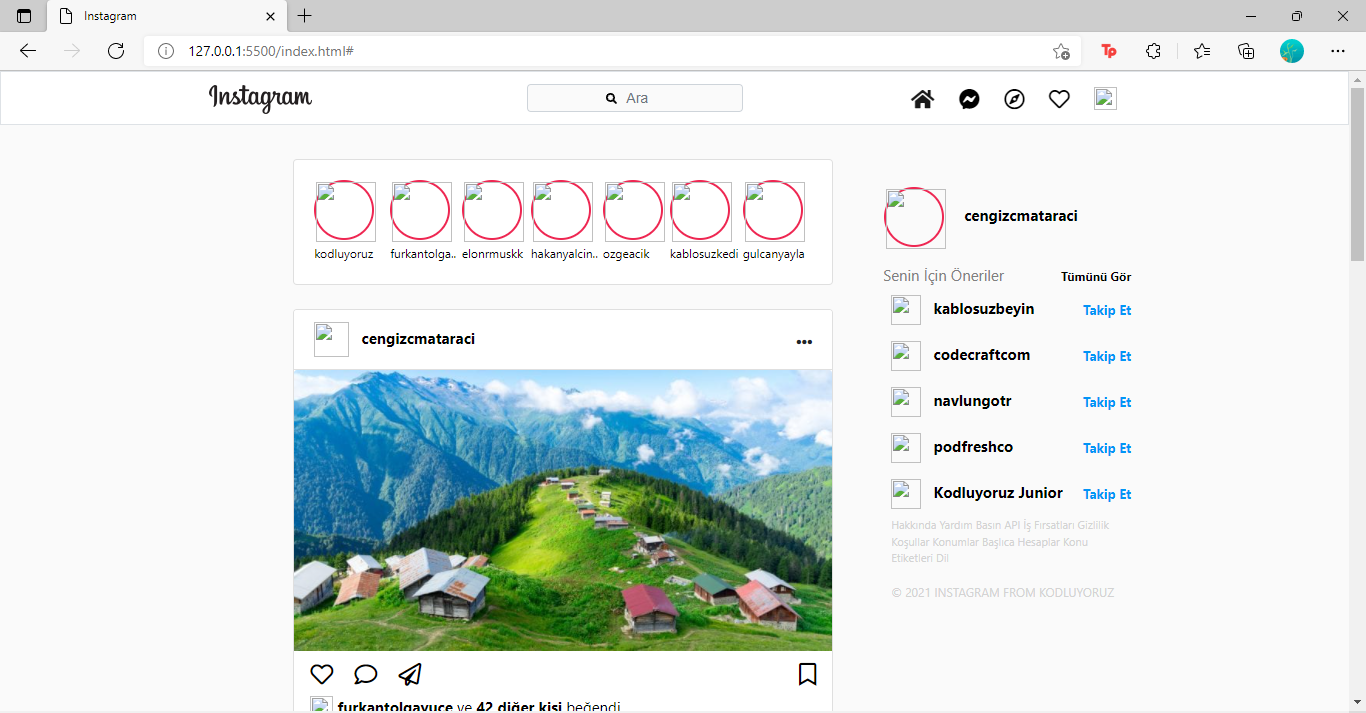 Instagram
127.0.0.1:5500/index.html#
Tp
Instagram
Ara
kodluyoruz furkantolga.. elonrmuskk hakanyalcin.. ozgeacik kablosuzkedi gulcanyayla
cengizcmataraci
Senin İçin Öneriler Tümünü Gör
kablosuzbeyin Takip Et
codecraftcom Takip Et
navlungotr Takip Et
podfreshco Takip Et
Kodluyoruz Junior Takip Et
Hakkında Yardım Basın API İş Fırsatları Gizlilik
Koşullar Konumlar Başlıca Hesaplar Konu
Etiketleri Dil
© 2021 INSTAGRAM FROM KODLUYORUZ
cengizcmataraci
furkantolgayuce ve 42 diğer kişi beğendi